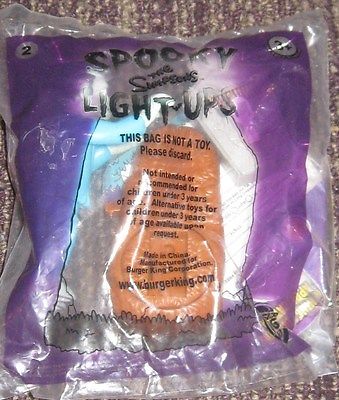 2
3+
SPOOKY
THE
SIMPSONS
LIGHT-UPS
THIS BAG IS NOT A TOY.
Please discard.
Not intended or
recommended for
children under 3 years
of age. Alternative toys for
children under 3 years
of age available upon
request.
Made in China.
Manufactured for
Burger King Corporation.
www.burgerking.com